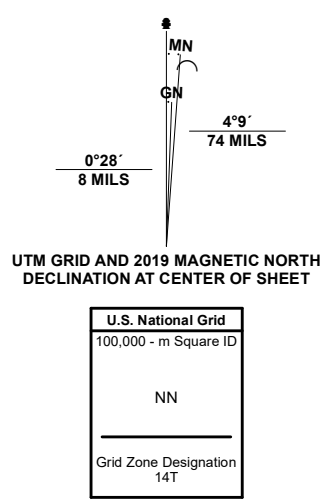 MN
GN
4°9´
74 MILS
0°28´
8 MILS
UTM GRID AND 2019 MAGNETIC NORTH
DECLINATION AT CENTER OF SHEET
U.S. National Grid
100,000 - m Square ID
NN
Grid Zone Designation
14T